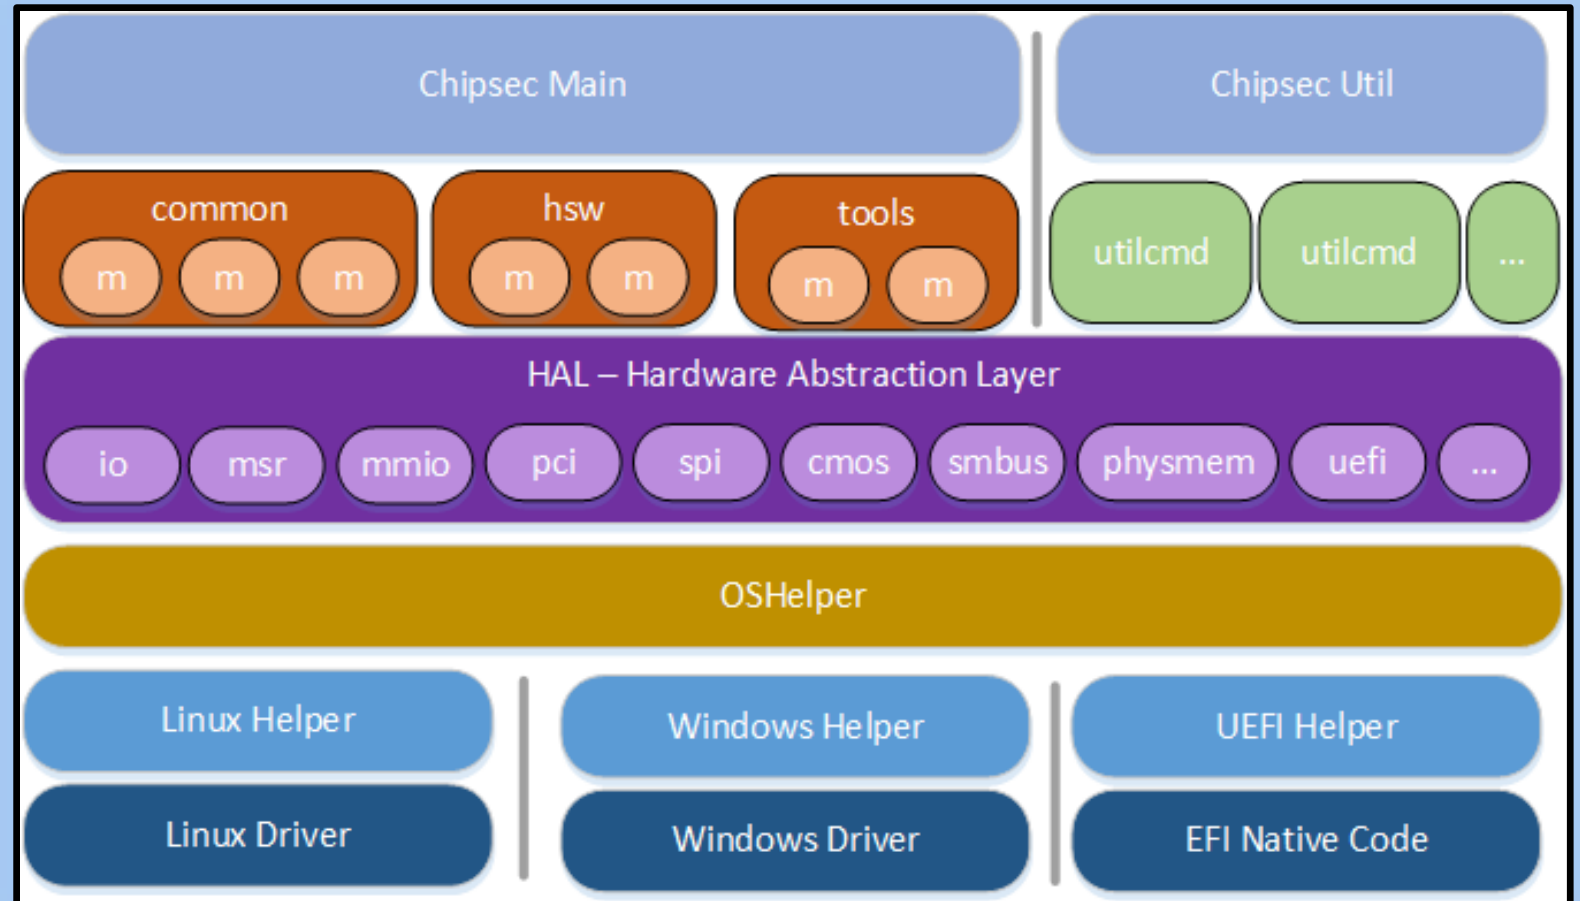 Chipsec Main
Chipsec Util
common
hsw
tools
m
m
m
m
m
m
m
utilcmd
utilcmd
...
HAL – Hardware Abstraction Layer
io
msr
mmio
pci
spi
cmos
smbus
physmem
uefi
...
OSHelper
Linux Helper
Windows Helper
UEFI Helper
Linux Driver
Windows Driver
EFI Native Code